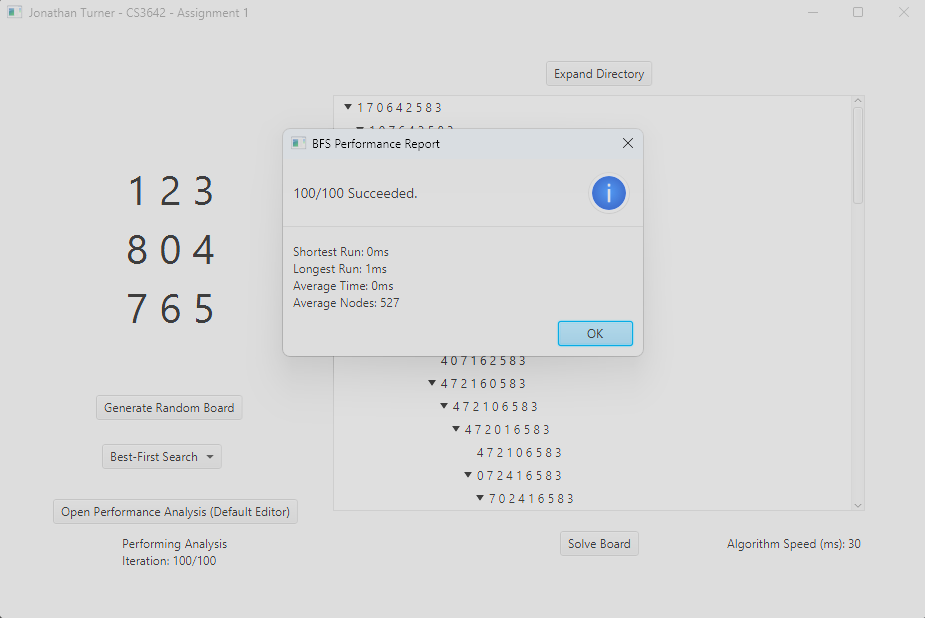 Jonathan Turner - CS3642 - Assignment 1
Expand Directory
1 7 0 6 4 2 5 8 3
1 0 7 6 4 2 5 8 3
BFS Performance Report
100/100 Succeeded.
Shortest Run: 0ms
Longest Run: 1ms
Average Time: 0ms
Average Nodes: 527
OK
1 2 3
8 0 4
7 6 5
4 0 7 1 6 2 5 8 3
4 7 2 1 6 0 5 8 3
4 7 2 1 0 6 5 8 3
4 7 2 0 1 6 5 8 3
4 7 2 1 0 6 5 8 3
0 7 2 4 1 6 5 8 3
7 0 2 4 1 6 5 8 3
Generate Random Board
Best-First Search
Open Performance Analysis (Default Editor)
Performing Analysis
Iteration: 100/100
Solve Board
Algorithm Speed (ms): 30